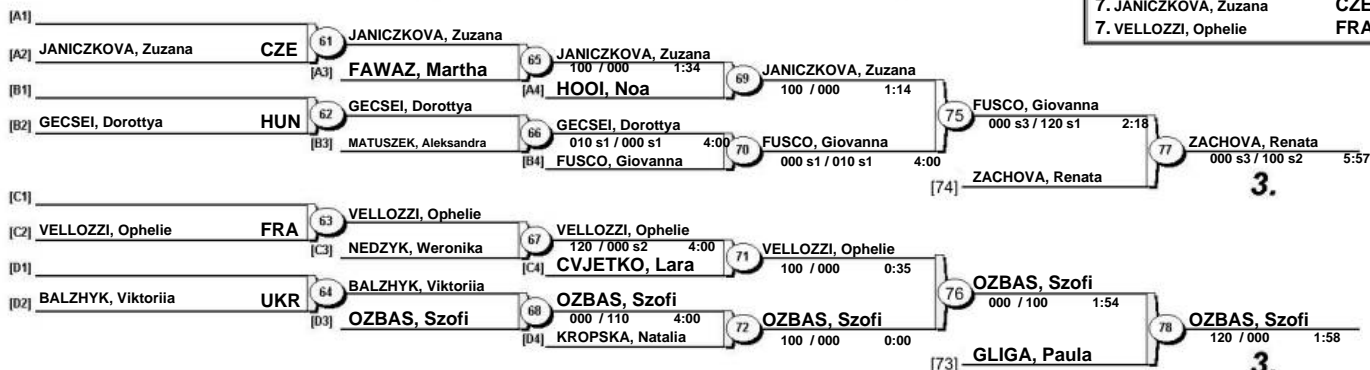 7. JANICZKOVA, Zuzana CZE
7. VELLOZZI, Ophelie FRA
[A1]
[A2] JANICZKOVA, Zuzana CZE
61 JANICZKOVA, Zuzana
[A3] FAWAZ, Martha
65 JANICZKOVA, Zuzana
100 / 000 1:34
[A4] HOOI, Noa
69 JANICZKOVA, Zuzana
100 / 000 1:14
[B1]
[B2] GECSEI, Dorottya HUN
62 GECSEI, Dorottya
[B3] MATUSZEK, Aleksandra
66 GECSEI, Dorottya
010 s1 / 000 s1 4:00
[B4] FUSCO, Giovanna
70 FUSCO, Giovanna
000 s1 / 010 s1 4:00
75 FUSCO, Giovanna
000 s3 / 120 s1 2:18
[74] ZACHOVA, Renata
77 ZACHOVA, Renata
000 s3 / 100 s2 5:57
3.
[C1]
[C2] VELLOZZI, Ophelie FRA
63 VELLOZZI, Ophelie
[C3] NEDZYK, Weronika
67 VELLOZZI, Ophelie
120 / 000 s2 4:00
[C4] CVJETKO, Lara
71 VELLOZZI, Ophelie
100 / 000 0:35
[D1]
[D2] BALZHYK, Viktoriia UKR
64 BALZHYK, Viktoriia
[D3] OZBAS, Szofi
68 OZBAS, Szofi
000 / 110 4:00
[D4] KROPSKA, Natalia
72 OZBAS, Szofi
100 / 000 0:00
76 OZBAS, Szofi
000 / 100 1:54
[73] GLIGA, Paula
78 OZBAS, Szofi
120 / 000 1:58
3.